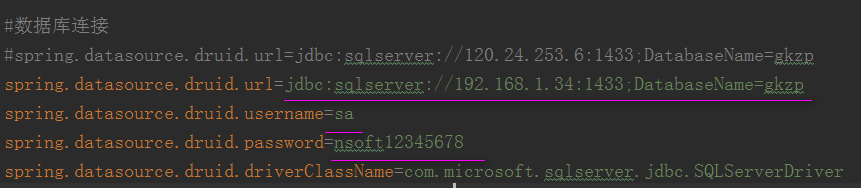 #数据库连接
#spring.datasource.druid.url=jdbc:sqlserver://120.24.253.6:1433;DatabaseName=gkzp
spring.datasource.druid.url=jdbc:sqlserver://192.168.1.34:1433;DatabaseName=gkzp
spring.datasource.druid.username=sa
spring.datasource.druid.password=nsoft12345678
spring.datasource.druid.driverClassName=com.microsoft.sqlserver.jdbc.SQLServerDriver